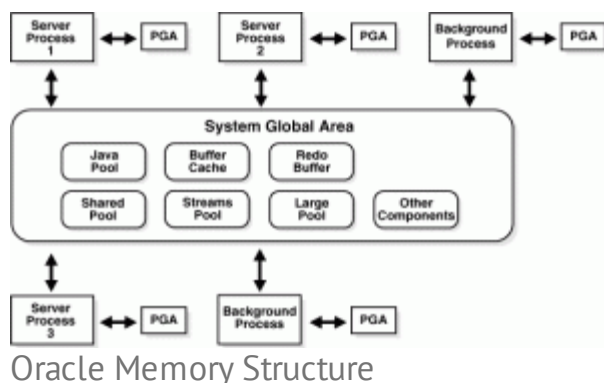 Server
Process
1
PGA
Server
Process
2
PGA
Background
Process
PGA
System Global Area
Java
Pool
Buffer
Cache
Redo
Buffer
Shared
Pool
Streams
Pool
Large
Pool
Other
Components
Server
Process
3
PGA
Background
Process
PGA
Oracle Memory Structure